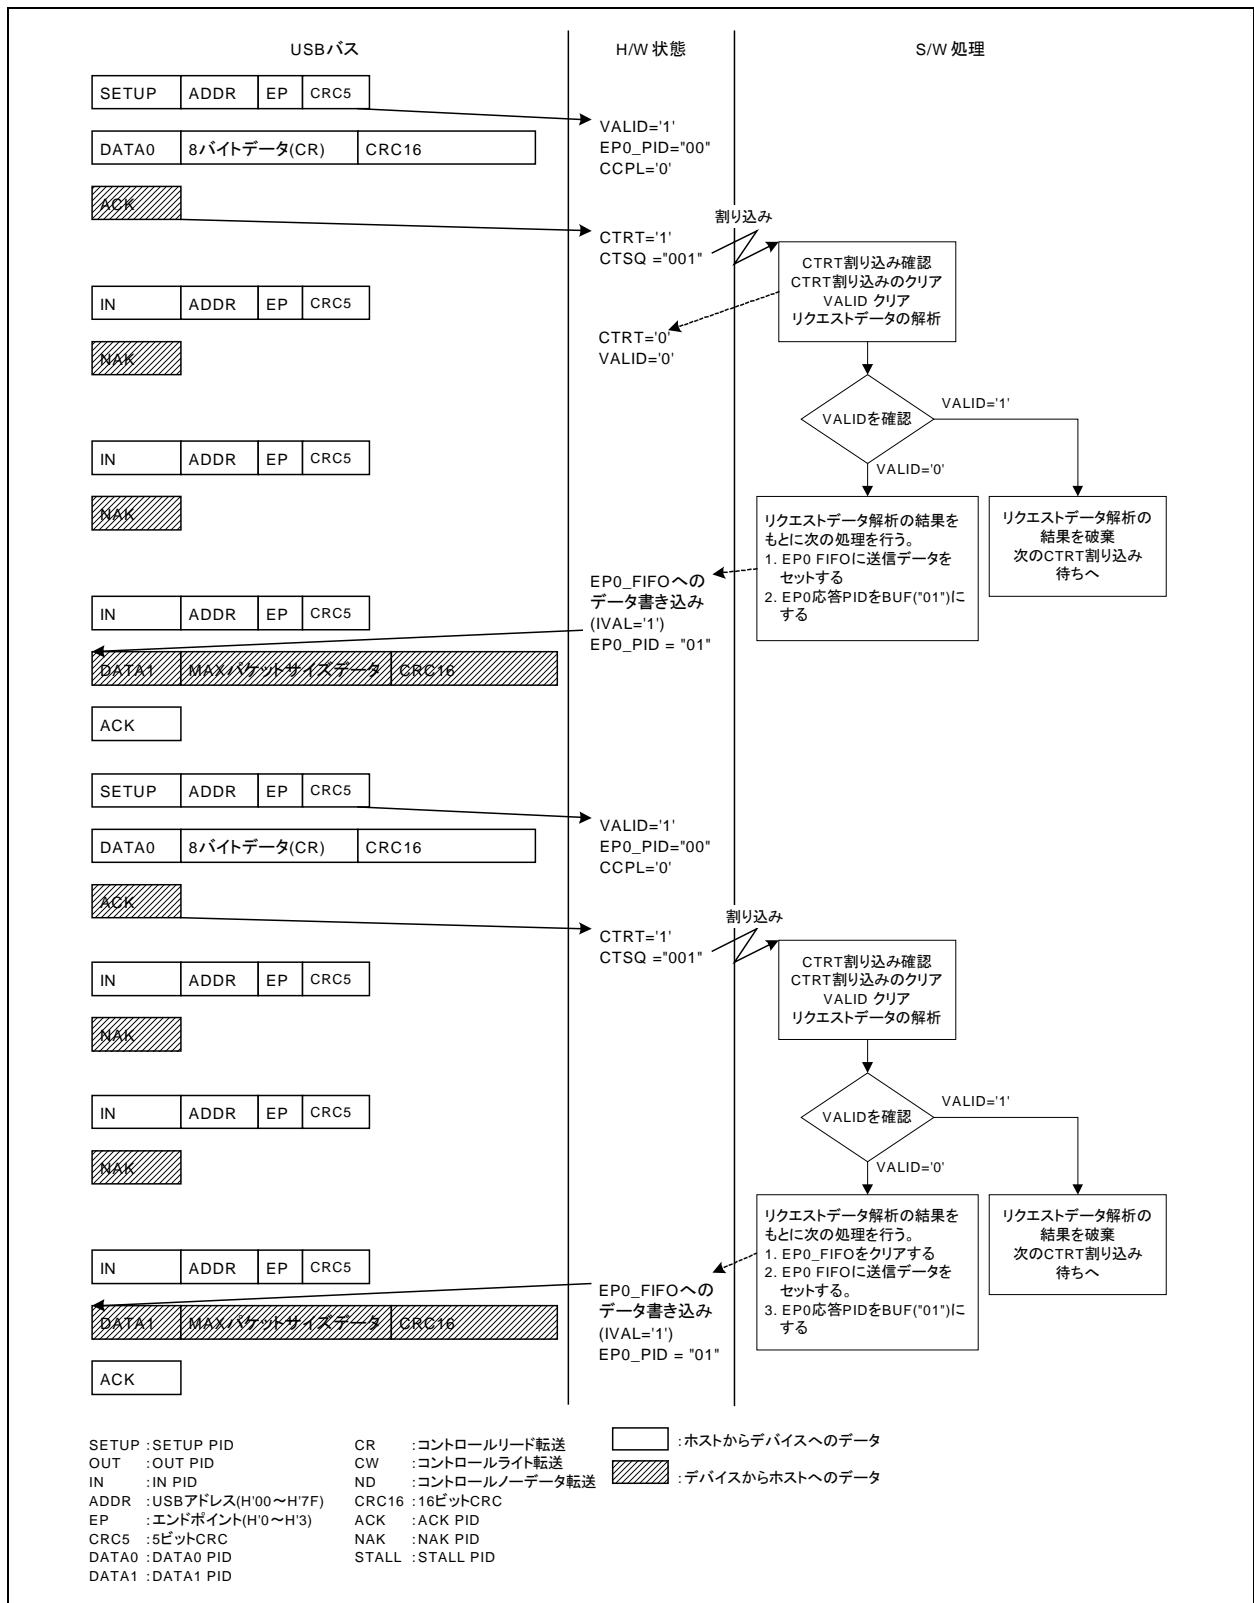 USBバス
H/W 状態
S/W 処理
SETUP ADDR EP CRC5
VALID='1'
EP0_PID="00"
CCPL='0'
DATA0 8バイトデータ(CR) CRC16
ACK
割り込み
CTRT='1'
CTSQ ="001"
CTRT割り込み確認
CTRT割り込みのクリア
VALID クリア
リクエストデータの解析
IN ADDR EP CRC5
CTRT='0'
VALID='0'
NAK
VALIDを確認
VALID='1'
VALID='0'
IN ADDR EP CRC5
NAK
リクエストデータ解析の結果を
もとに次の処理を行う。
1. EP0 FIFOに送信データを
セットする
2. EP0応答PIDをBUF("01")に
する
リクエストデータ解析の
結果を破棄
次のCTRT割り込み
待ちへ
EP0_FIFOへの
データ書き込み
(IVAL='1')
EP0_PID = "01"
IN ADDR EP CRC5
DATA1 MAXパケットサイズデータ CRC16
ACK
SETUP ADDR EP CRC5
VALID='1'
EP0_PID="00"
CCPL='0'
DATA0 8バイトデータ(CR) CRC16
ACK
割り込み
CTRT='1'
CTSQ ="001"
CTRT割り込み確認
CTRT割り込みのクリア
VALID クリア
リクエストデータの解析
IN ADDR EP CRC5
NAK
VALIDを確認
VALID='1'
VALID='0'
IN ADDR EP CRC5
NAK
リクエストデータ解析の結果を
もとに次の処理を行う。
1. EP0_FIFOをクリアする
2. EP0 FIFOに送信データを
セットする。
3. EP0応答PIDをBUF("01")に
する
リクエストデータ解析の
結果を破棄
次のCTRT割り込み
待ちへ
IN ADDR EP CRC5
EP0_FIFOへの
データ書き込み
(IVAL='1')
EP0_PID = "01"
DATA1 MAXパケットサイズデータ CRC16
ACK
SETUP :SETUP PID
OUT :OUT PID
IN :IN PID
ADDR :USBアドレス(H'00～H'7F)
EP :エンドポイント(H'0～H'3)
CRC5 :5ビットCRC
DATA0 :DATA0 PID
DATA1 :DATA1 PID
CR :コントロールリード転送
CW :コントロールライト転送
ND :コントロールノーデータ転送
CRC16 :16ビットCRC
ACK :ACK PID
NAK :NAK PID
STALL :STALL PID
:ホストからデバイスへのデータ
:デバイスからホストへのデータ